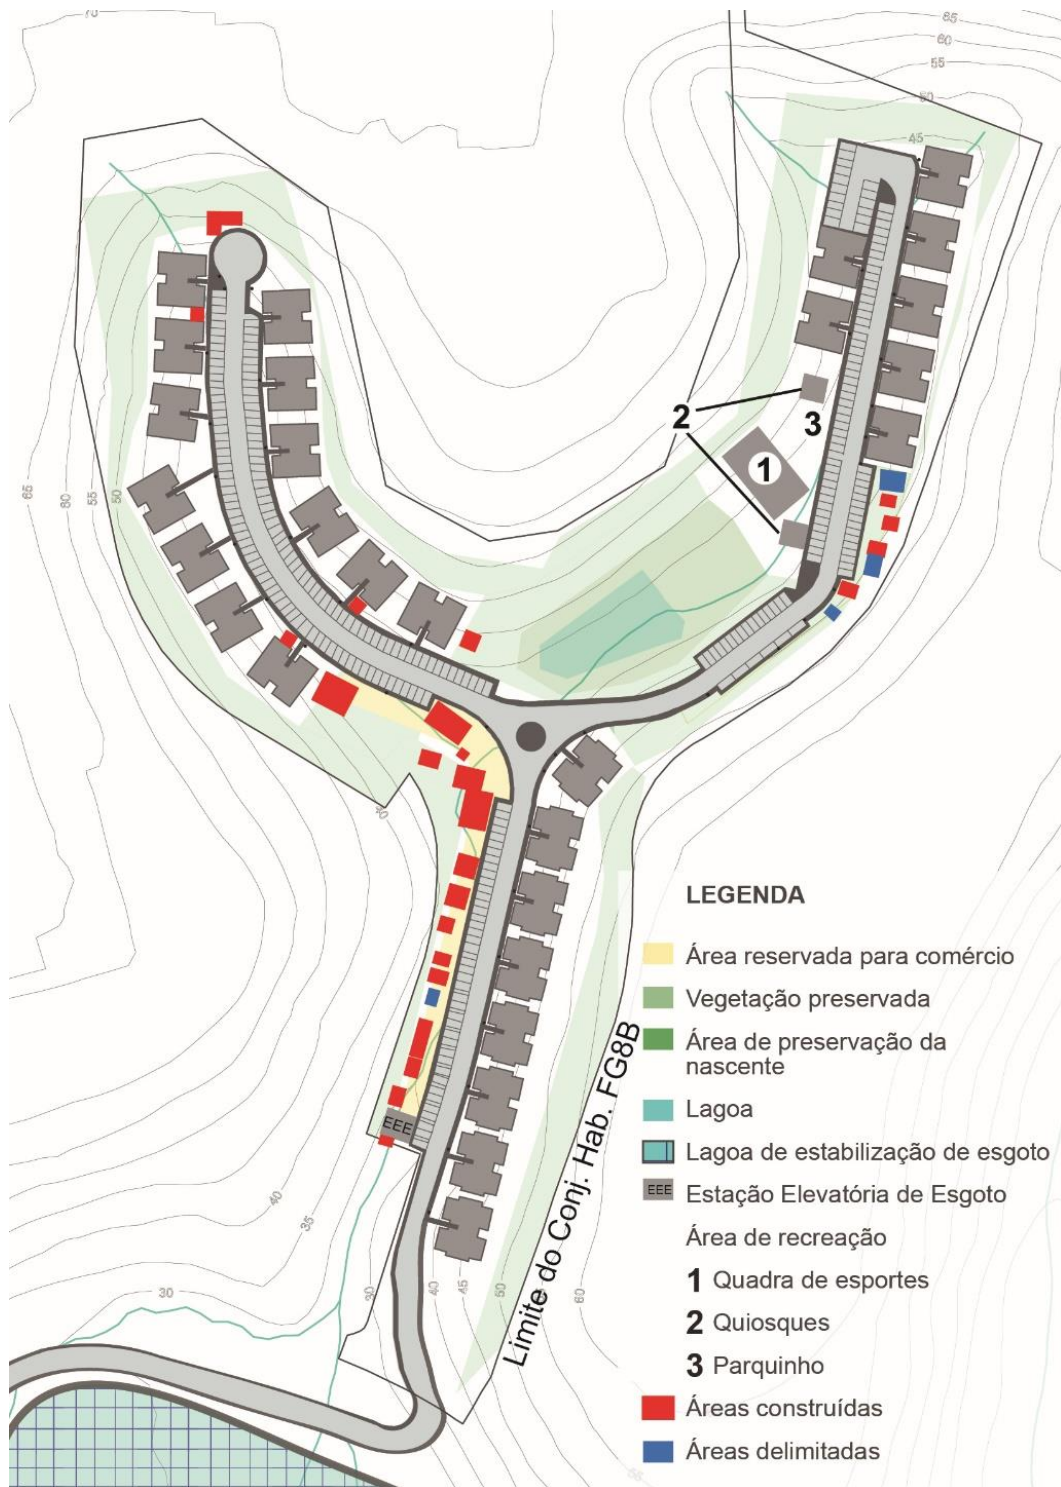 70
65
60
55
50
45
65
60
55
50
2
3
1
50
LEGENDA
Área reservada para comércio
Vegetação preservada
Área de preservação da
nascente
Lagoa
Lagoa de estabilização de esgoto
EEE Estação Elevatória de Esgoto
Área de recreação
1 Quadra de esportes
2 Quiosques
3 Parquinho
Áreas construídas
Áreas delimitadas
Limite do Conj. Hab. FG8B
EEE
40
35
30
30
40
45
50
60